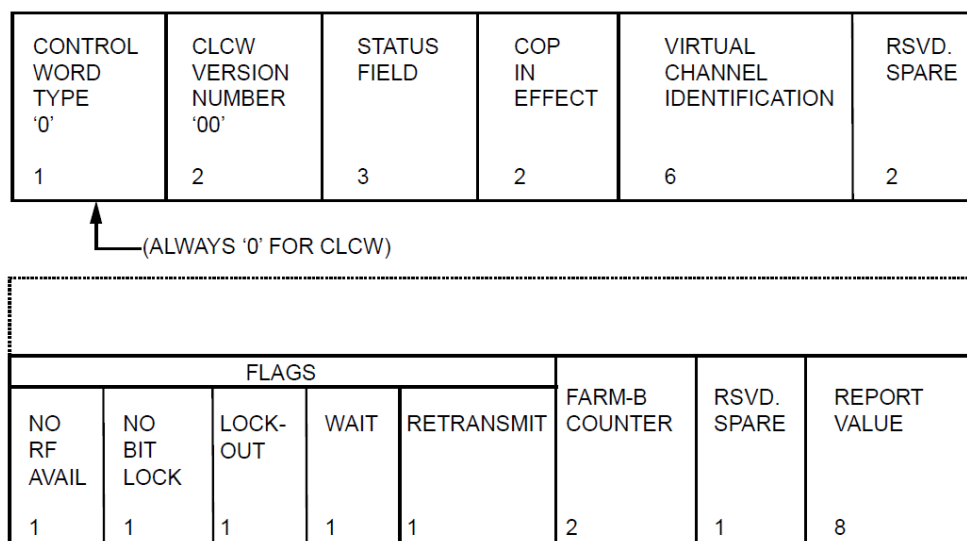 CONTROL
WORD
TYPE
‘0’
1
CLCW
VERSION
NUMBER
‘00’
2
STATUS
FIELD
3
COP
IN
EFFECT
2
VIRTUAL
CHANNEL
IDENTIFICATION
6
RSVD.
SPARE
2
(ALWAYS ‘0’ FOR CLCW)
FLAGS
NO
RF
AVAIL
1
NO
BIT
LOCK
1
LOCK-
OUT
1
WAIT
1
RETRANSMIT
1
FARM-B
COUNTER
2
RSVD.
SPARE
1
REPORT
VALUE
8